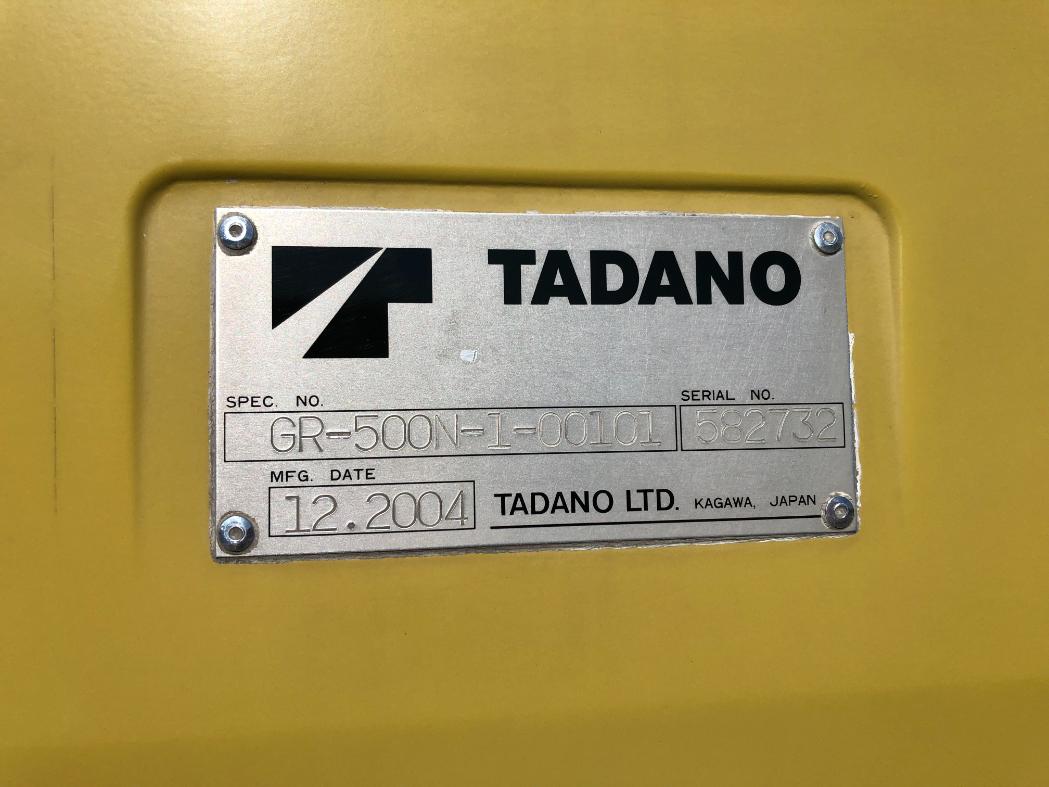 TADANO
SPEC. NO.
GR-500N-1-00101
SERIAL NO.
582732
MFG. DATE
12.2004
TADANO LTD. KAGAWA, JAPAN